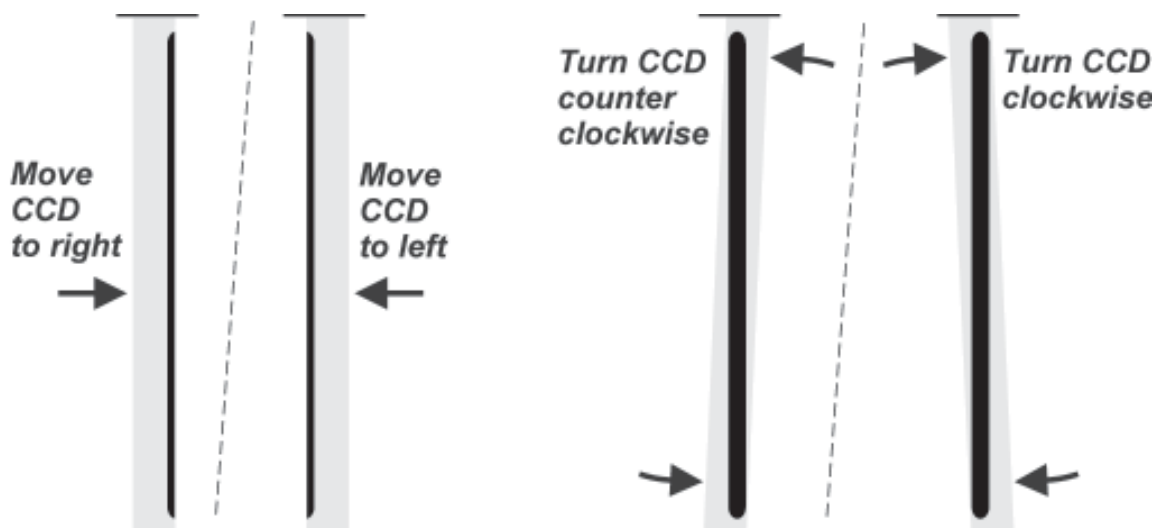 Move
CCD
to right
Move
CCD
to left
Turn CCD
counter
clockwise
Turn CCD
clockwise